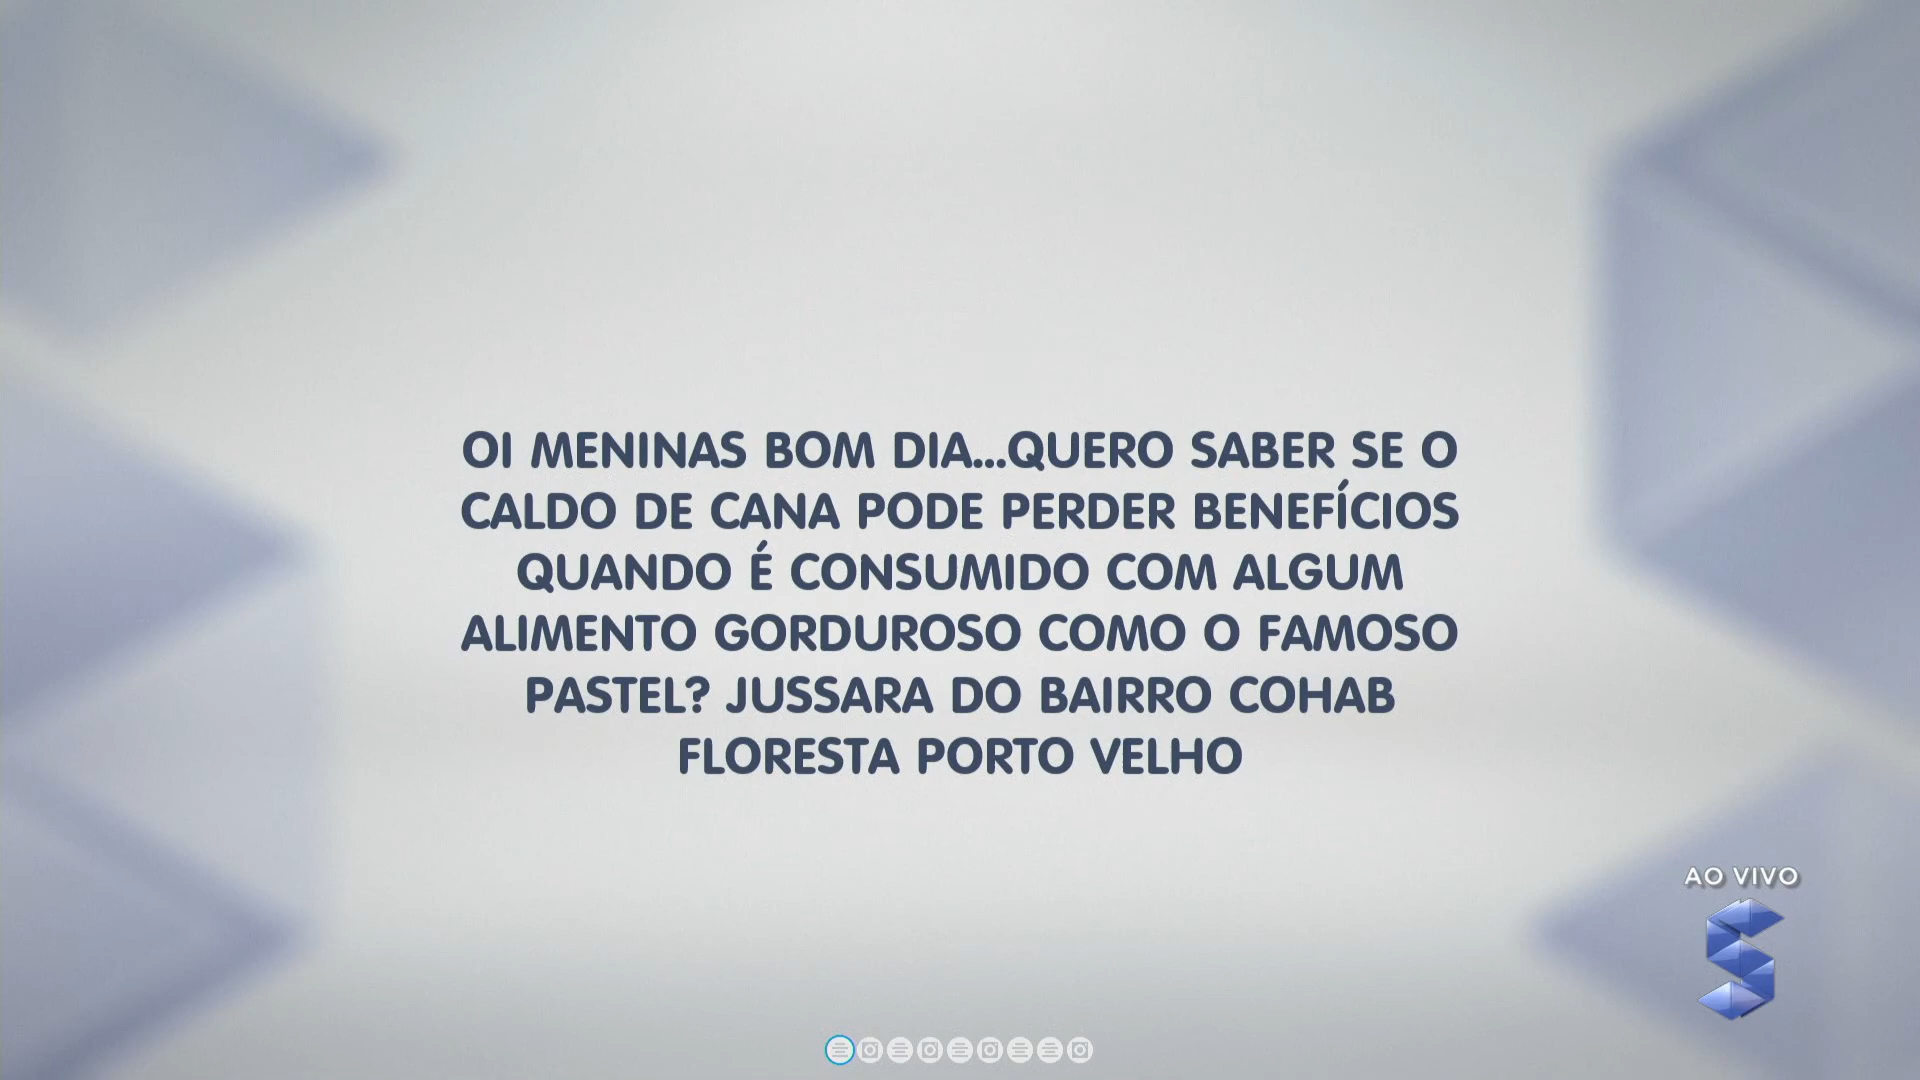 OI MENINAS BOM DIA...QUERO SABER SE O
CALDO DE CANA PODE PERDER BENEFÍCIOS
QUANDO É CONSUMIDO COM ALGUM
ALIMENTO GORDUROSO COMO O FAMOSO
PASTEL? JUSSARA DO BAIRRO COHAB
FLORESTA PORTO VELHO
AO VIVO